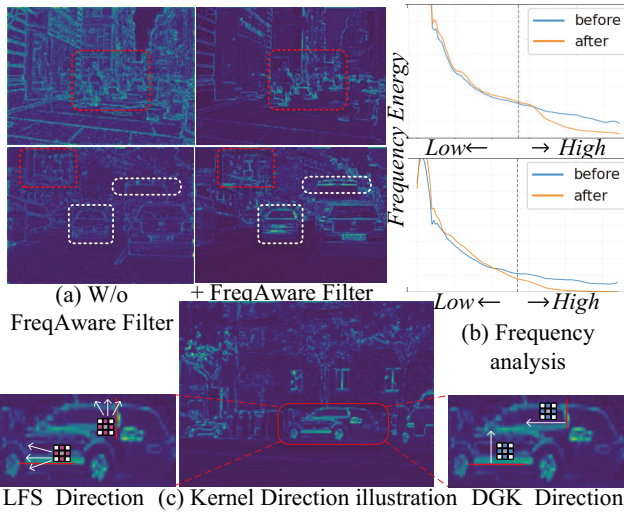 before
after
Frequency Energy
Low← →High
before
after
Low← →High
(a) W/o + FreqAware Filter
FreqAware Filter
(b) Frequency
analysis
LFS Direction (c) Kernel Direction illustration DGK Direction